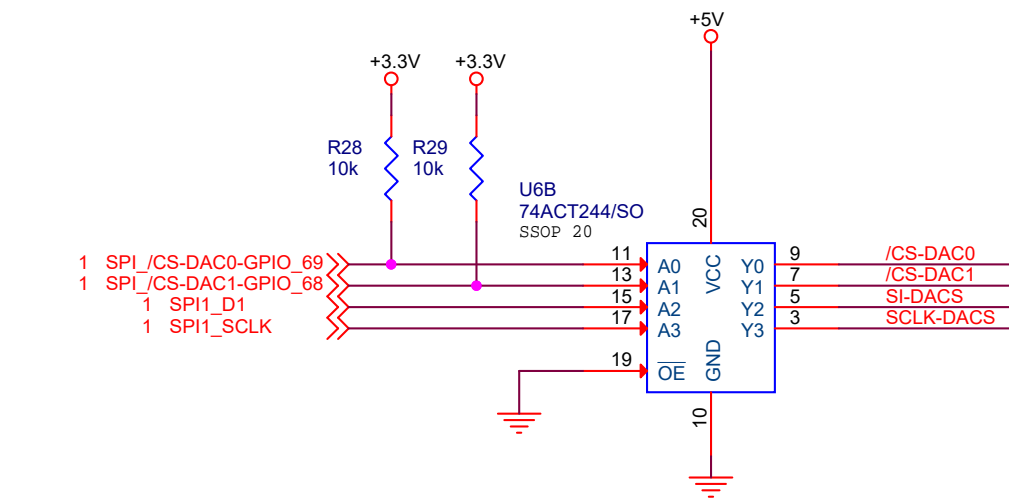 +5V
+3.3V
+3.3V
R28
10k
R29
10k
U6B
74ACT244/SO
SSOP 20
20
1 SPI_/CS-DAC0-GPIO_69
1 SPI_/CS-DAC1-GPIO_68
1 SPI1_D1
1 SPI1_SCLK
11
13
15
17
19
A0
A1
A2
A3
OE
VCC
GND
Y0
Y1
Y2
Y3
9
7
5
3
/CS-DAC0
/CS-DAC1
SI-DACS
SCLK-DACS
10